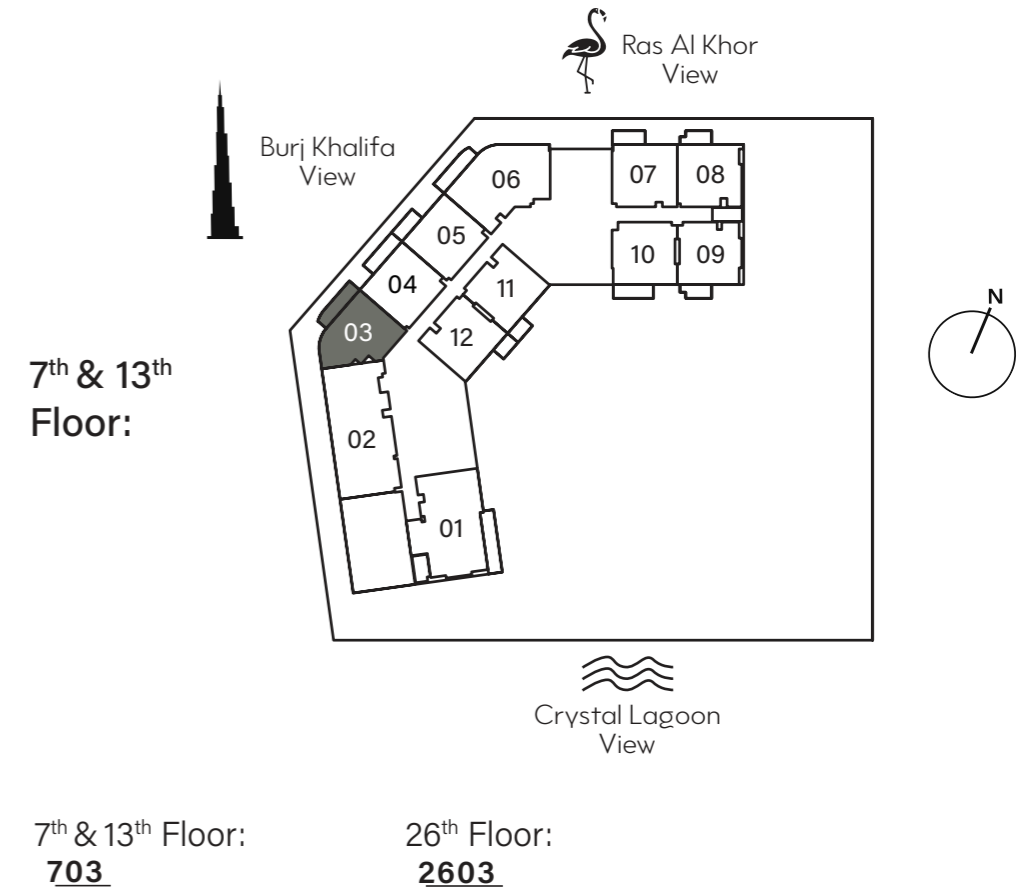 Ras Al Khor
View
Burj Khalifa
View
06
07
08
05
10
09
04
11
03
12
N
7th & 13th
Floor:
02
01
Crystal Lagoon
View
7th & 13th Floor:
703
26th Floor:
2603